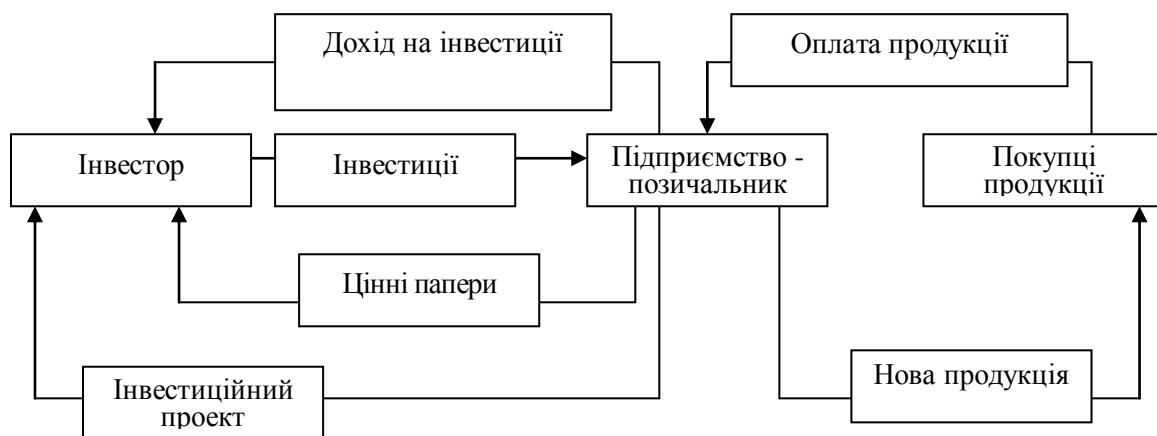 Дохід на інвестиції
Оплата продукції
Інвестор
Інвестиції
Підприємство -
позичальник
Покупці
продукції
Цінні папери
Інвестиційний
проект
Нова продукція